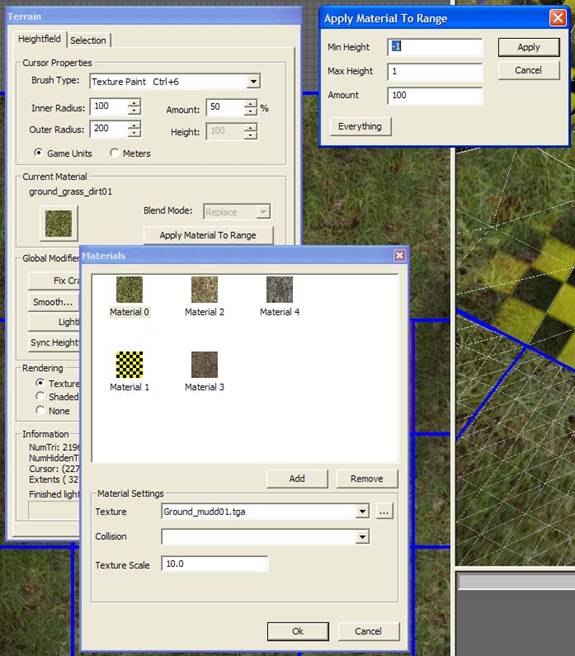 Terrain
Heightfield
Selection
Cursor Properties
Brush Type: Texture Paint Ctrl+6
Inner Radius: 100 Amount: 50 %
Outer Radius: 200 Height: 100
Game Units Meters
Current Material
ground_grass_dirt01
Blend Mode: Replace
Apply Material To Range
Global Modifie
Fix Cra
Smooth...
Lighti
Sync Height
Rendering
Texture
Shaded
None
Information
NumTri: 2196
NumHiddenT
Cursor: (227
Extents ( 32
Finished light
Apply Material To Range
Min Height -1 Apply
Max Height 1 Cancel
Amount 100
Everything
Materials
Material 0 Material 2 Material 4
Material 1 Material 3
Add Remove
Material Settings
Texture Ground_mudd01.tga ...
Collision
Texture Scale 10.0
Ok Cancel